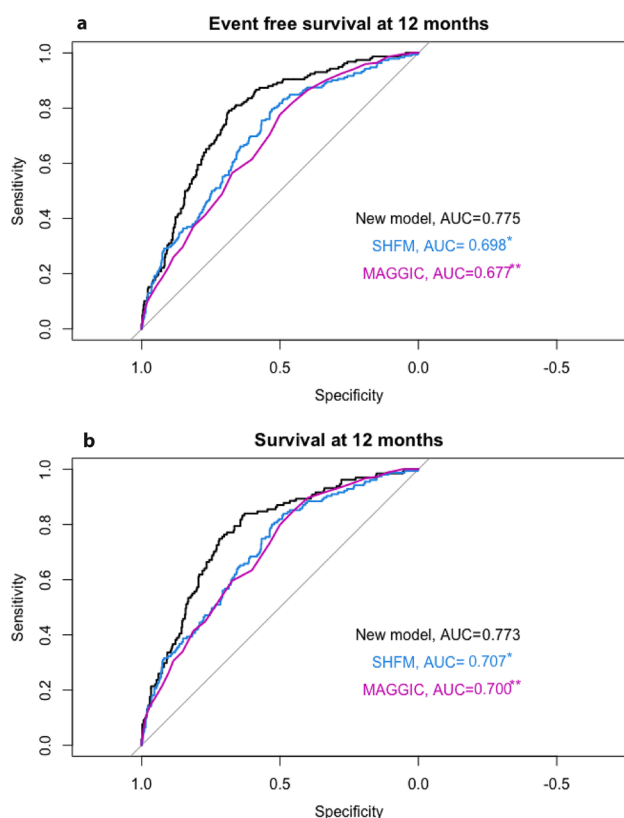 a Event free survival at 12 months
1.0
0.8
0.6
0.4
0.2
0.0
Sensitivity
New model, AUC=0.775
SHFM, AUC= 0.698*
MAGGIC, AUC=0.677**
1.0 0.5 0.0 -0.5
Specificity
b Survival at 12 months
1.0
0.8
0.6
0.4
0.2
0.0
Sensitivity
New model, AUC=0.773
SHFM, AUC= 0.707*
MAGGIC, AUC=0.700**
1.0 0.5 0.0 -0.5
Specificity